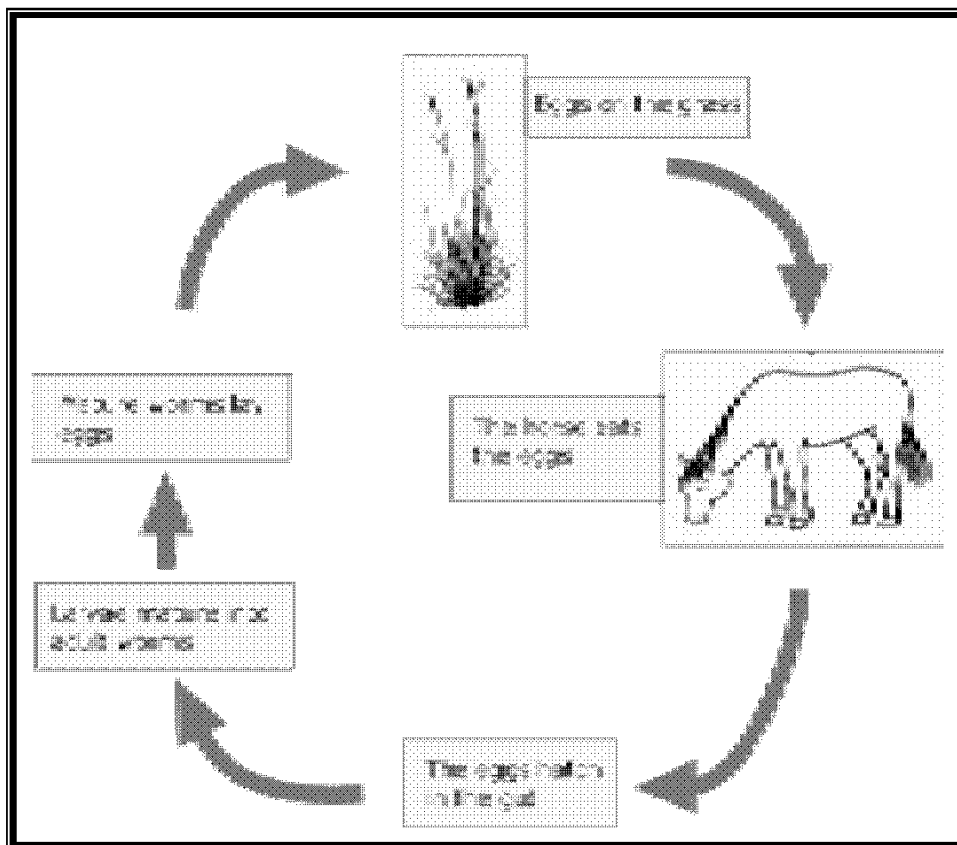 Eggs on the grass
The horse eats
the eggs
The eggs hatch
in the gut
Larvae mature into
adult worms
Mature worms lay
eggs